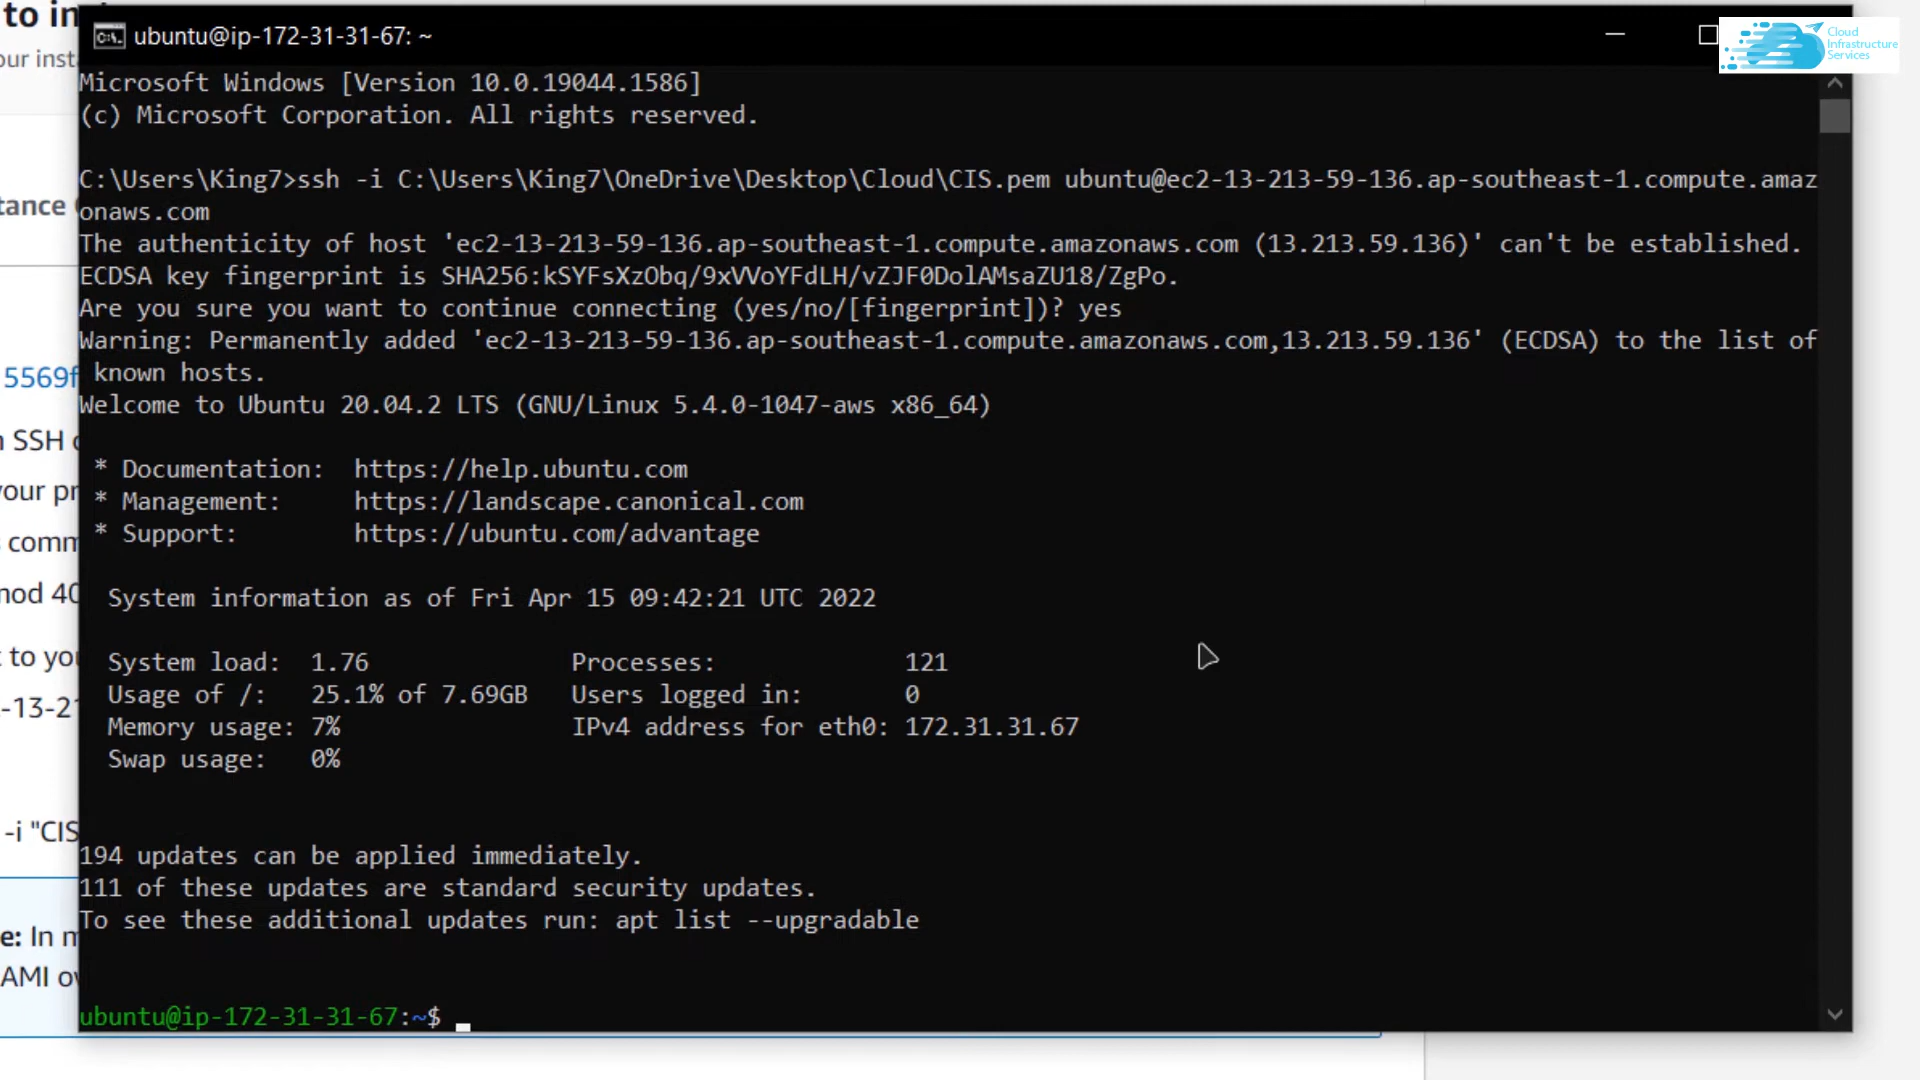 to in
our inst
tance
5569f
n SSH c
your pr
s comm
mod 40
t to you
-13-21
-i "CIS
e: In m
AMI ov
ubuntu@ip-172-31-31-67: ~
Cloud
Infrastructure
Services
Microsoft Windows [Version 10.0.19044.1586]
(c) Microsoft Corporation. All rights reserved.
C:\Users\King7>ssh -i C:\Users\King7\OneDrive\Desktop\Cloud\CIS.pem ubuntu@ec2-13-213-59-136.ap-southeast-1.compute.amaz
onaws.com
The authenticity of host 'ec2-13-213-59-136.ap-southeast-1.compute.amazonaws.com (13.213.59.136)' can't be established.
ECDSA key fingerprint is SHA256:kSYFsXzObq/9xVVoYFdLH/vZJF0DolAMsaZU18/ZgPo.
Are you sure you want to continue connecting (yes/no/[fingerprint])? yes
Warning: Permanently added 'ec2-13-213-59-136.ap-southeast-1.compute.amazonaws.com,13.213.59.136' (ECDSA) to the list of
known hosts.
Welcome to Ubuntu 20.04.2 LTS (GNU/Linux 5.4.0-1047-aws x86_64)
* Documentation: https://help.ubuntu.com
* Management: https://landscape.canonical.com
* Support: https://ubuntu.com/advantage
System information as of Fri Apr 15 09:42:21 UTC 2022
System load: 1.76 Processes: 121
Usage of /: 25.1% of 7.69GB Users logged in: 0
Memory usage: 7% IPv4 address for eth0: 172.31.31.67
Swap usage: 0%
194 updates can be applied immediately.
111 of these updates are standard security updates.
To see these additional updates run: apt list --upgradable
ubuntu@ip-172-31-31-67:~$